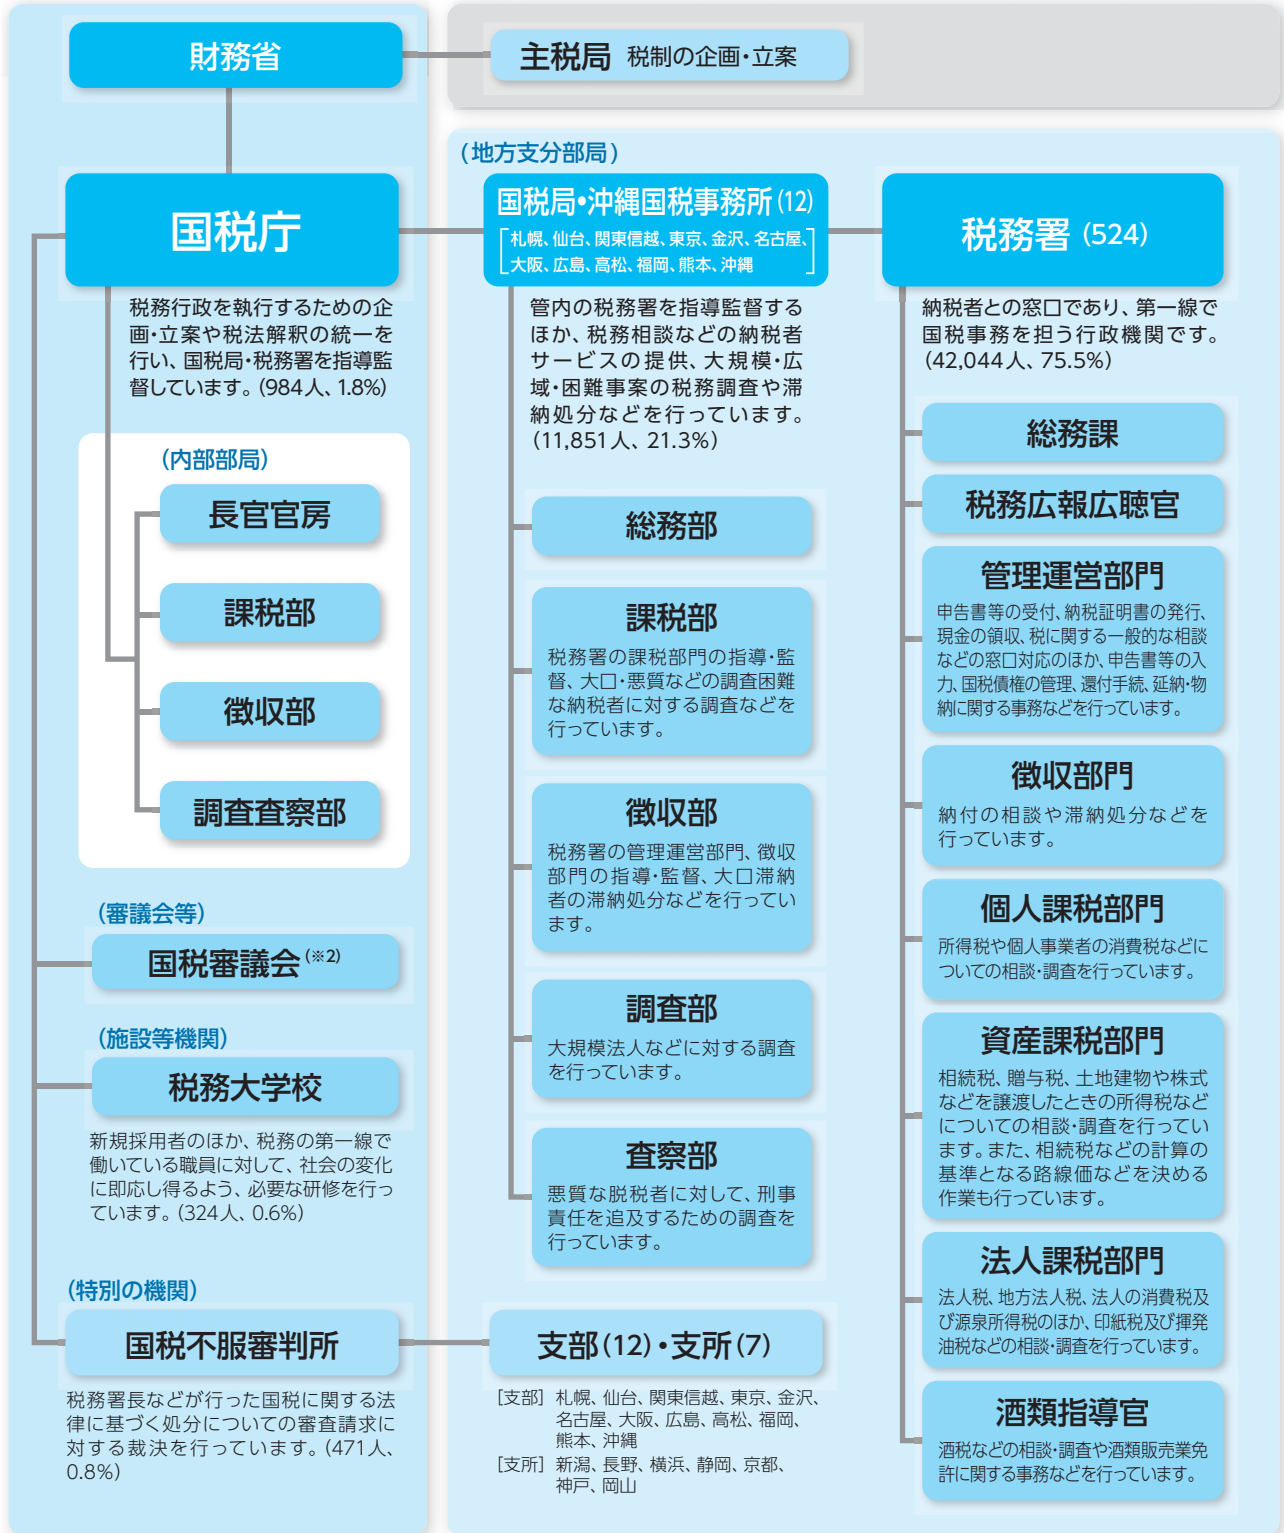 財務省
主税局 税制の企画・立案
国税庁
税務行政を執行するための企
画・立案や税法解釈の統一を
行い、国税局・税務署を指導監
督しています。(984人、1.8%)
(内部部局)
長官官房
課税部
徴収部
調査査察部
(審議会等)
国税審議会(※2)
(施設等機関)
税務大学校
新規採用者のほか、税務の第一線で
働いている職員に対して、社会の変化
に即応し得るよう、必要な研修を行っ
ています。(324人、0.6%)
(特別の機関)
国税不服審判所
税務署長などが行った国税に関する法
律に基づく処分についての審査請求に
対する裁決を行っています。(471人、
0.8%)
(地方支分部局)
国税局・沖縄国税事務所(12)
[札幌、仙台、関東信越、東京、金沢、名古屋、
大阪、広島、高松、福岡、熊本、沖縄]
管内の税務署を指導監督する
ほか、税務相談などの納税者
サービスの提供、大規模・広
域・困難事案の税務調査や滞
納処分などを行っています。
(11,851人、21.3%)
総務部
課税部
税務署の課税部門の指導・監
督、大口・悪質などの調査困難
な納税者に対する調査などを
行っています。
徴収部
税務署の管理運営部門、徴収
部門の指導・監督、大口滞納
者の滞納処分などを行ってい
ます。
調査部
大規模法人などに対する調査
を行っています。
査察部
悪質な脱税者に対して、刑事
責任を追及するための調査を
行っています。
支部(12)・支所(7)
[支部] 札幌、仙台、関東信越、東京、金沢、
名古屋、大阪、広島、高松、福岡、
熊本、沖縄
[支所] 新潟、長野、横浜、静岡、京都、
神戸、岡山
税務署(524)
納税者との窓口であり、第一線で
国税事務を担う行政機関です。
(42,044人、75.5%)
総務課
税務広報広聴官
管理運営部門
申告書等の受付、納税証明書の発行、
現金の領収、税に関する一般的な相談
などの窓口対応のほか、申告書等の入
力、国税債権の管理、還付手続、延納・物
納に関する事務などを行っています。
徴収部門
納付の相談や滞納処分などを
行っています。
個人課税部門
所得税や個人事業者の消費税などに
ついての相談・調査を行っています。
資産課税部門
相続税、贈与税、土地建物や株式
などを譲渡したときの所得税など
についての相談・調査を行ってい
ます。また、相続税などの計算の
基準となる路線価などを決める
作業も行っています。
法人課税部門
法人税、地方法人税、法人の消費税及
び源泉所得税のほか、印紙税及び揮発
油税などの相談・調査を行っています。
酒類指導官
酒税などの相談・調査や酒類販売業免
許に関する事務などを行っています。